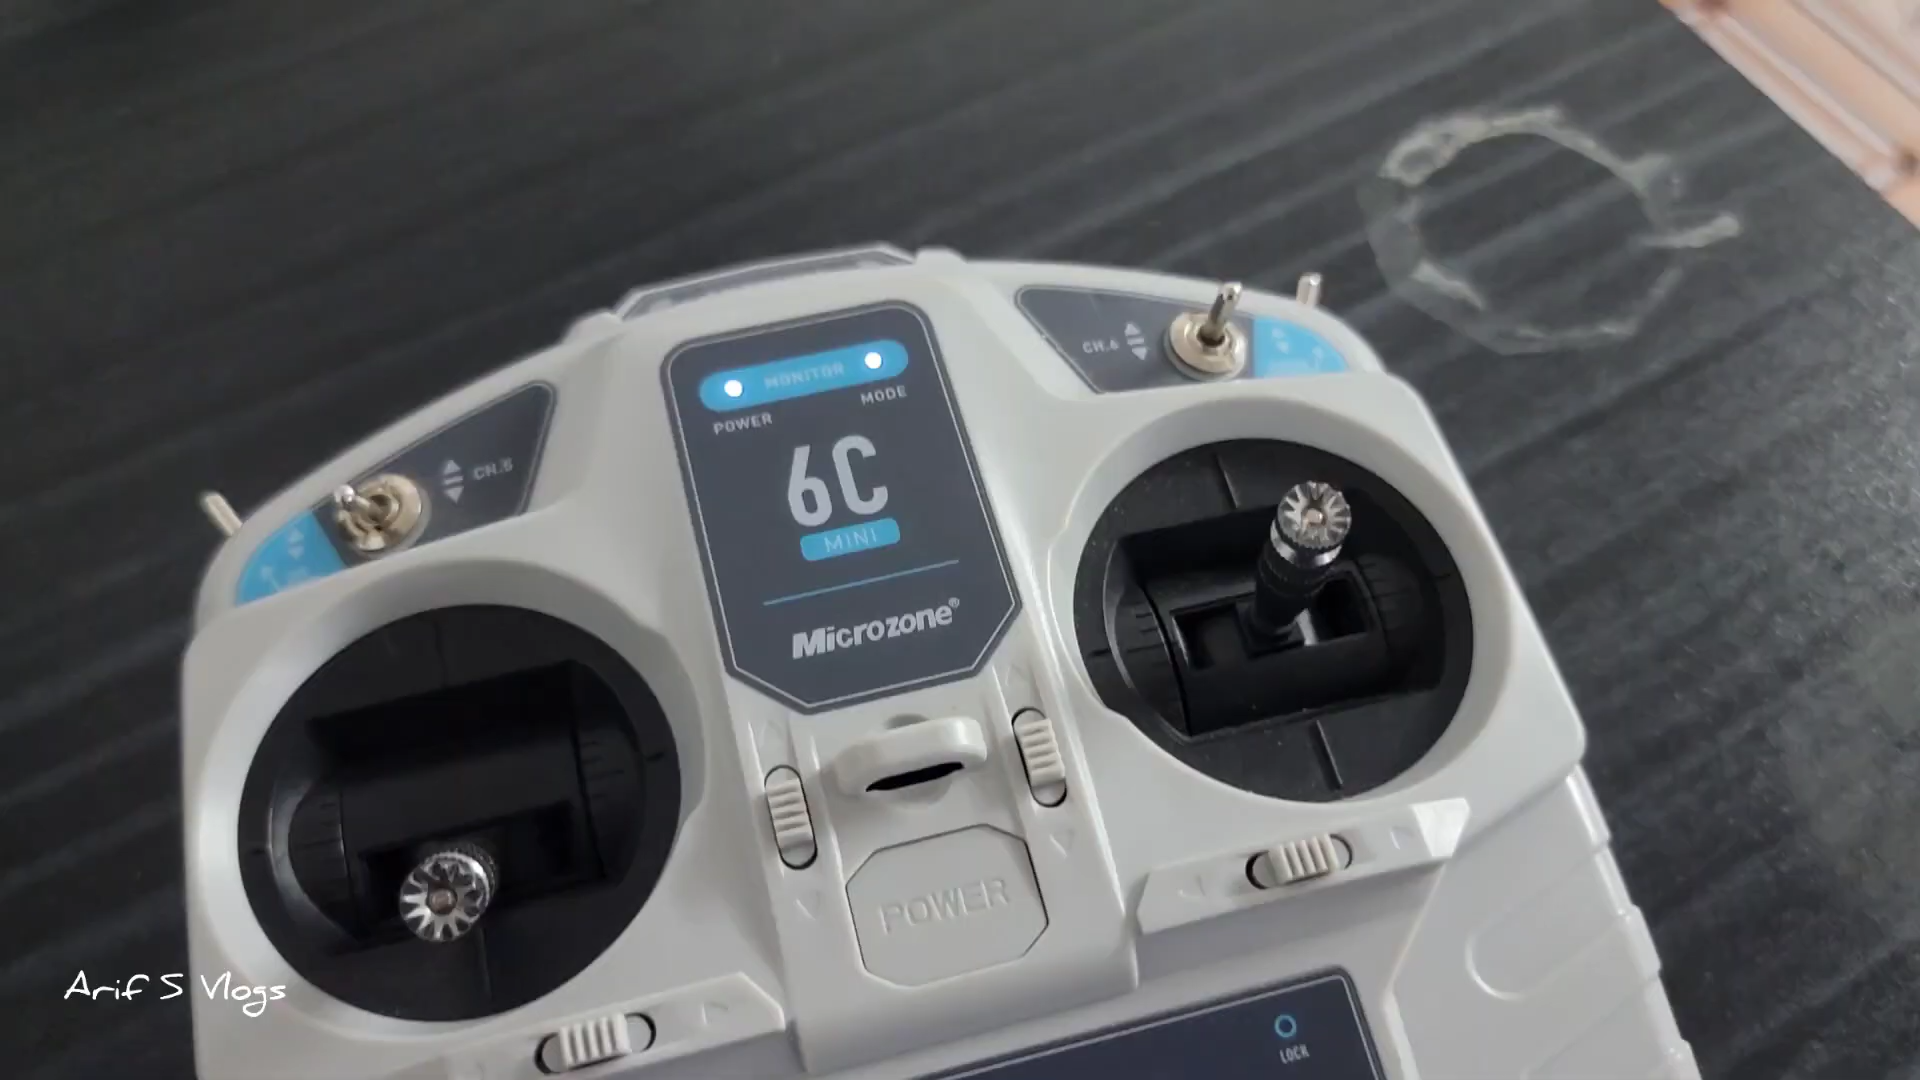 MONITOR
POWER
MODE
6C
MINI
Microzone®
CH.6
CH.5
POWER
LOCK
Arif S Vlogs